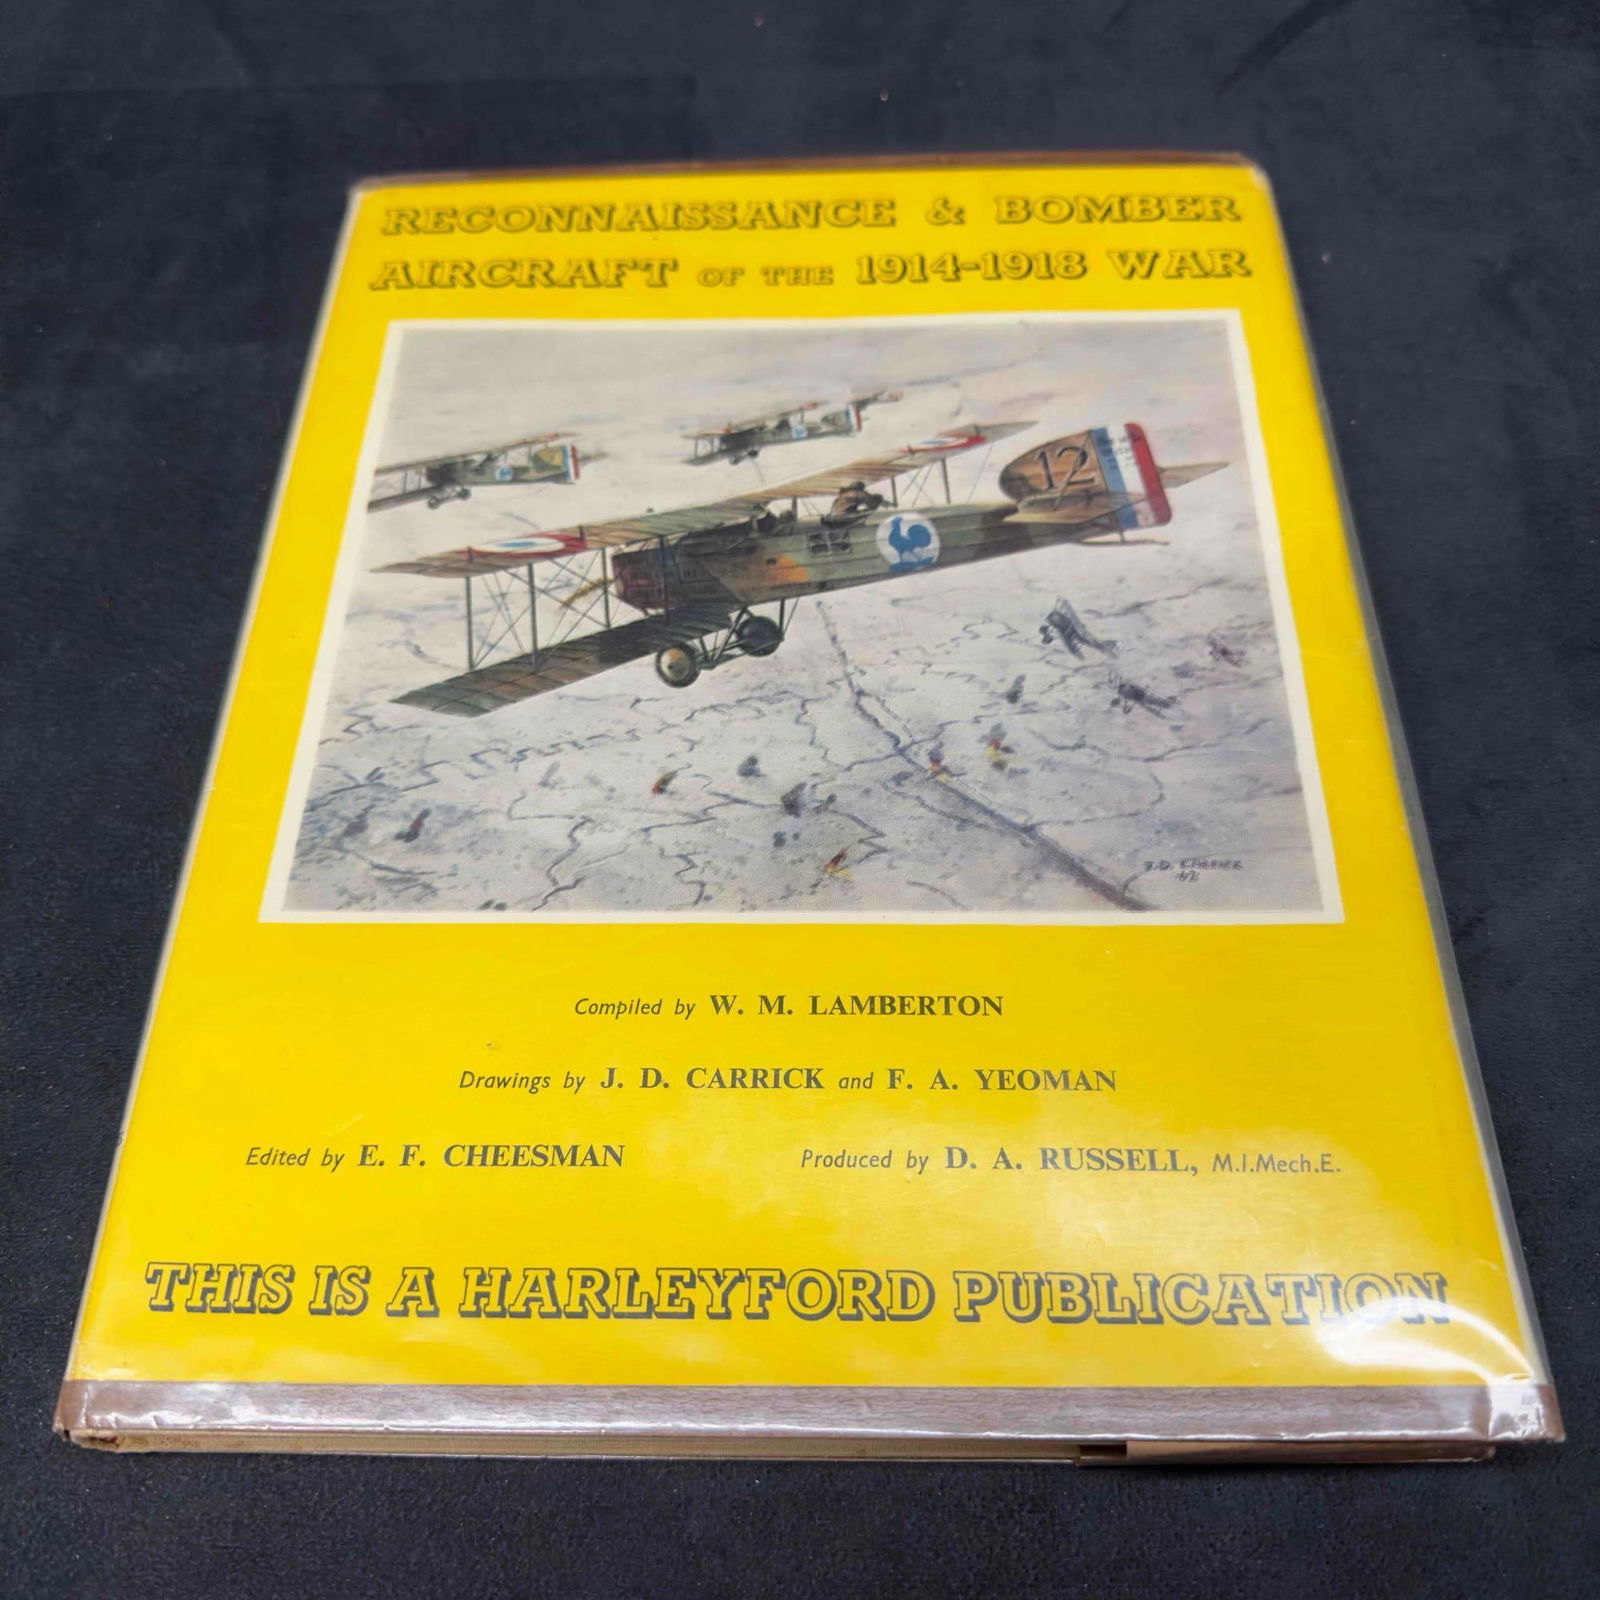 RECONNAISSANCE & BOMBER
AIRCRAFT OF THE 1914-1918 WAR
12
J.D. CARRICK
Compiled by W. M. LAMBERTON
Drawings by J. D. CARRICK and F. A. YEOMAN
Edited by E. F. CHEESMAN Produced by D. A. RUSSELL, M.I.Mech.E.
THIS IS A HARLEYFORD PUBLICATION